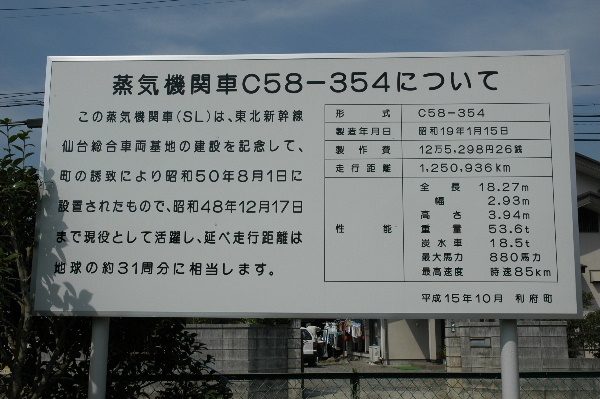 蒸気機関車C58-354について
この蒸気機関車(SL)は、東北新幹線
仙台総合車両基地の建設を記念して、
町の誘致により昭和50年8月1日に
設置されたもので、昭和48年12月17日
まで現役として活躍し、延べ走行距離は
地球の約31周分に相当します。
形式 C58-354
製造年月日 昭和19年1月15日
製作費 12万5,298円26銭
走行距離 1,250,936km
性能
全長 18.27m
幅 2.93m
高さ 3.94m
重量 53.6t
炭水車 18.5t
最大馬力 880馬力
最高速度 時速85km
平成15年10月 利府町